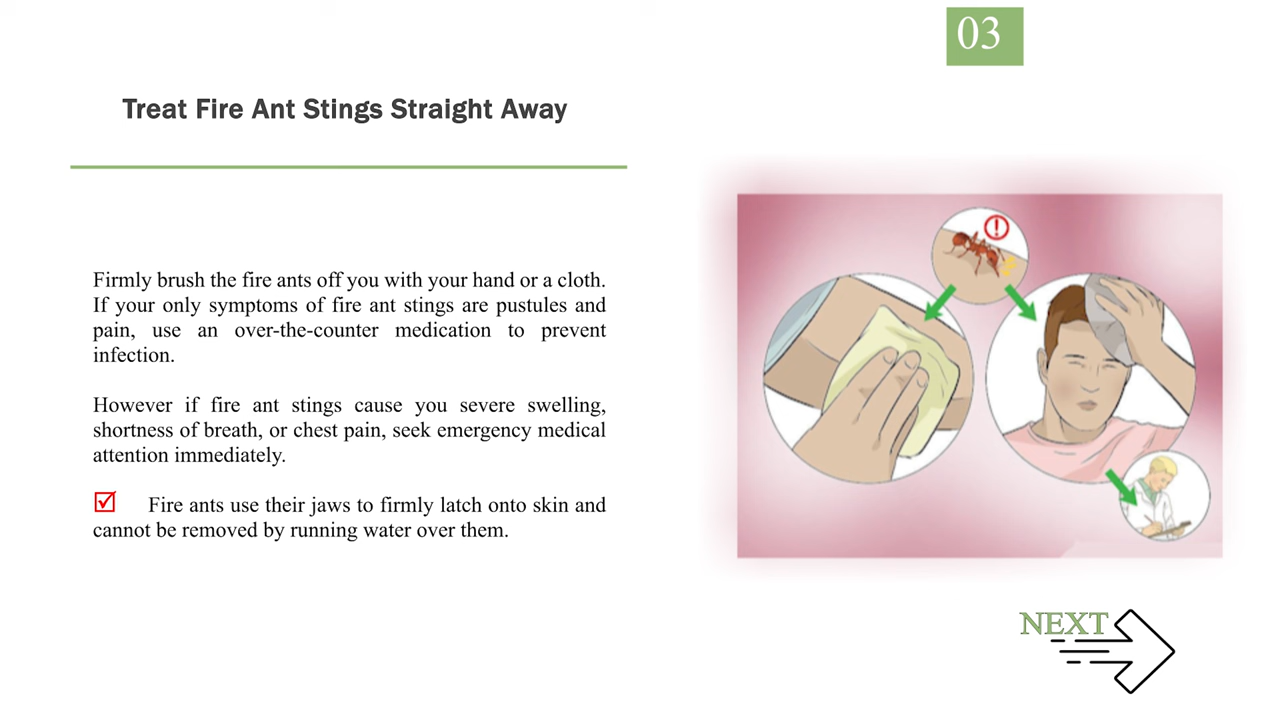 03
Treat Fire Ant Stings Straight Away
Firmly brush the fire ants off you with your hand or a cloth.
If your only symptoms of fire ant stings are pustules and
pain, use an over-the-counter medication to prevent
infection.
However if fire ant stings cause you severe swelling,
shortness of breath, or chest pain, seek emergency medical
attention immediately.
Fire ants use their jaws to firmly latch onto skin and
cannot be removed by running water over them.
NEXT